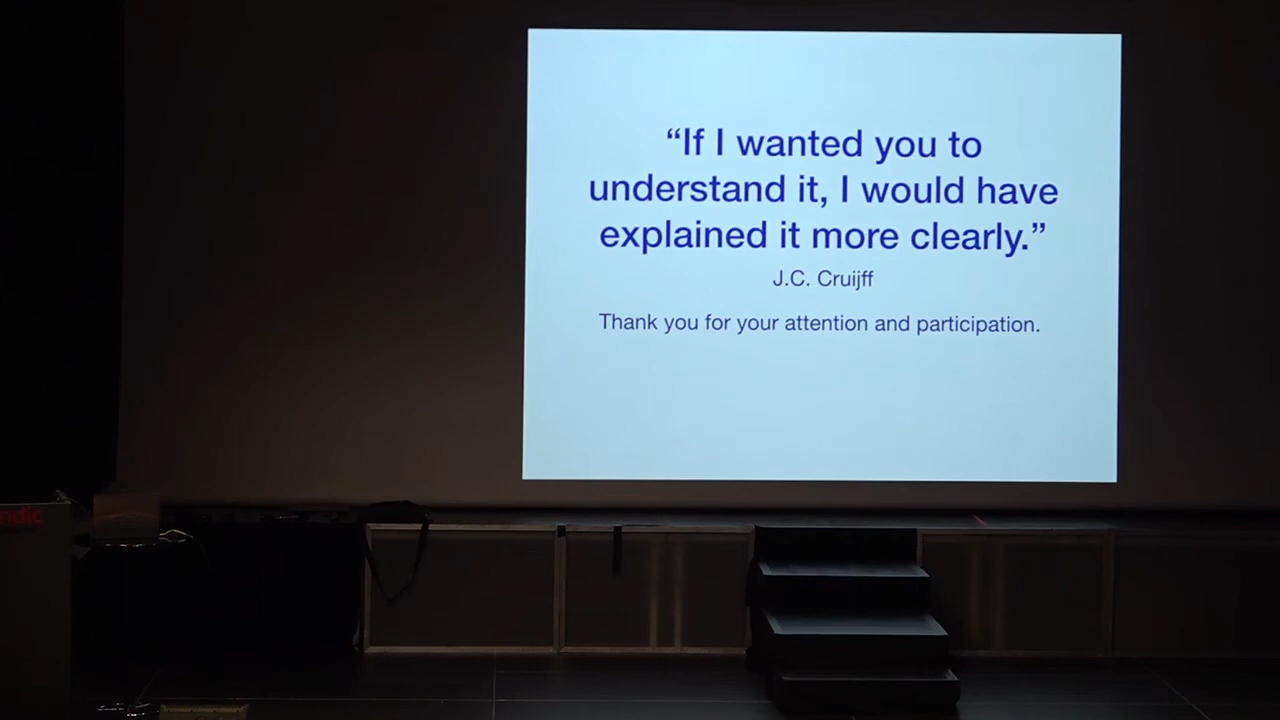 “If I wanted you to
understand it, I would have
explained it more clearly.”
J.C. Cruijff
Thank you for your attention and participation.